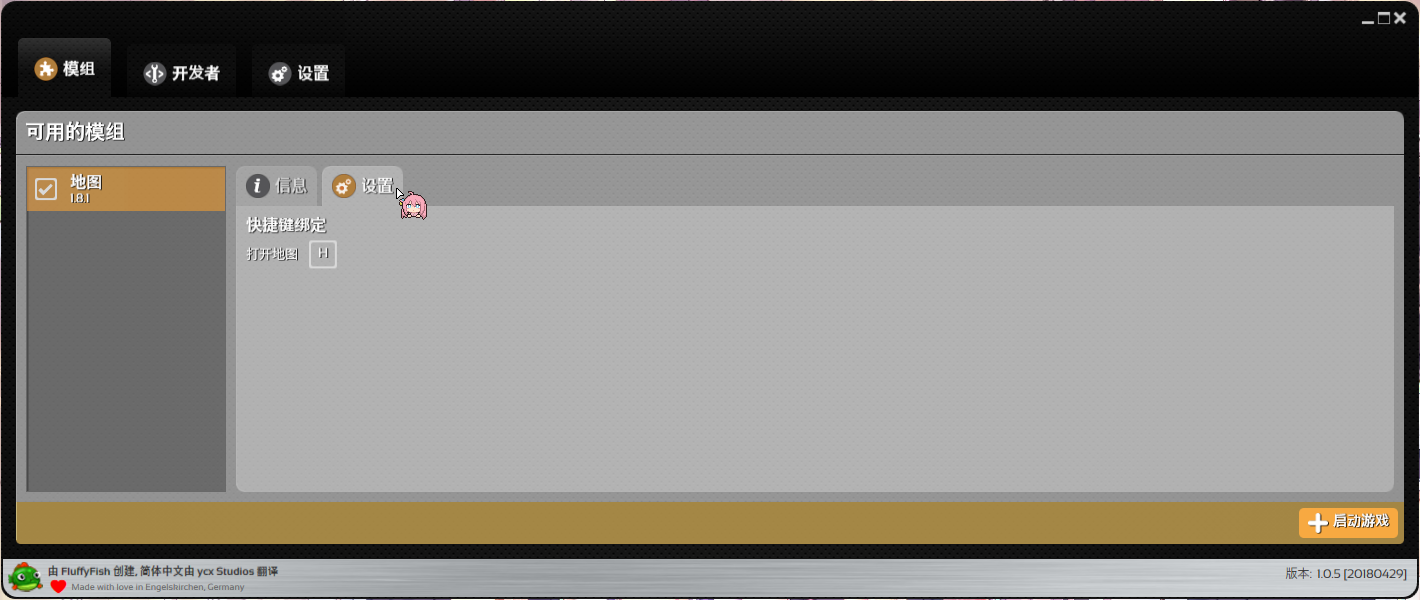 模组
开发者
设置
可用的模组
地图
1.8.1
信息
设置
快捷键绑定
打开地图 H
启动游戏
由 FluffyFish 创建, 简体中文由 ycx Studios 翻译
Made with love in Engelskirchen, Germany
版本: 1.0.5 [20180429]